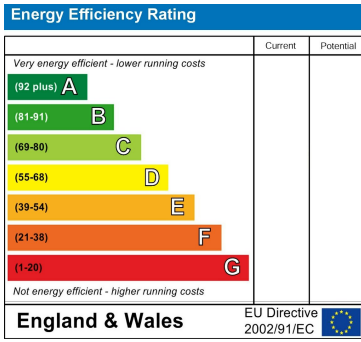 Energy Efficiency Rating
Current Potential
Very energy efficient - lower running costs
(92 plus) A
(81-91) B
(69-80) C
(55-68) D
(39-54) E
(21-38) F
(1-20) G
Not energy efficient - higher running costs
England & Wales
EU Directive
2002/91/EC